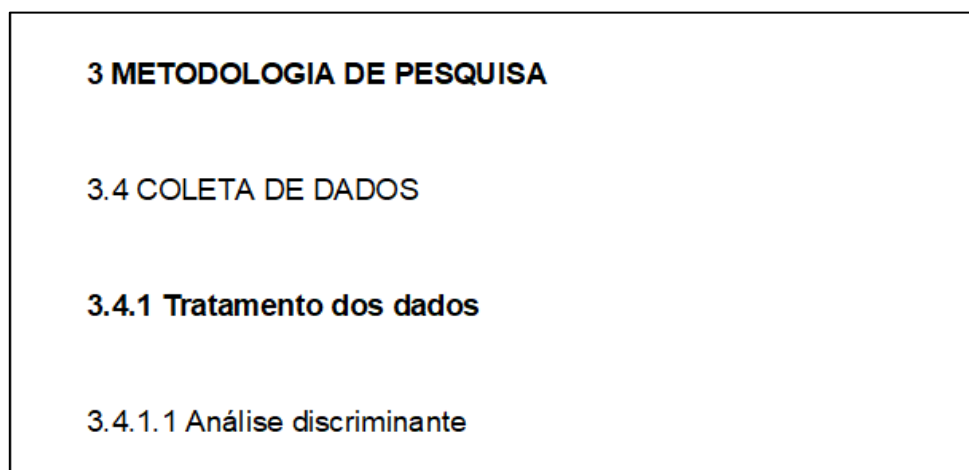 3 METODOLOGIA DE PESQUISA
3.4 COLETA DE DADOS
3.4.1 Tratamento dos dados
3.4.1.1 Análise discriminante